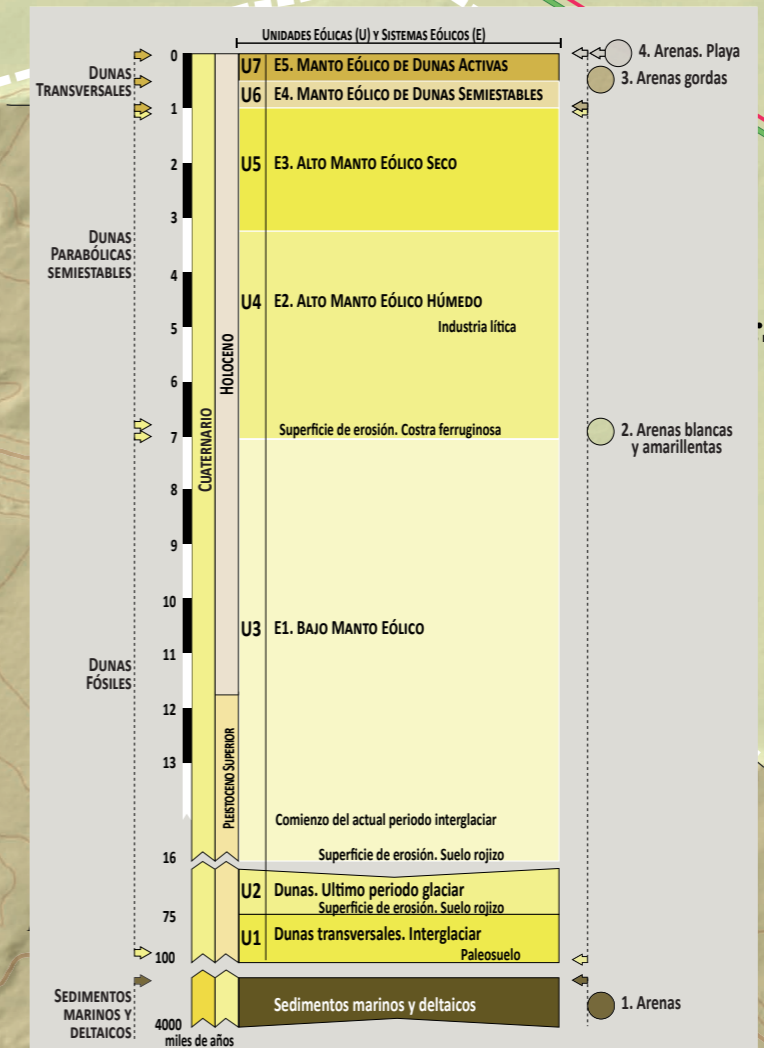 UNIDADES EÓLICAS (U) Y SISTEMAS EÓLICOS (E)
DUNAS
TRANSVERSALES
DUNAS
PARABÓLICAS
SEMIESTABLES
DUNAS
FÓSILES
SEDIMENTOS
MARINOS Y
DELTAICOS
0
1
2
3
4
5
6
7
8
9
10
11
12
13
16
75
100
4000
miles de años
CUATERNARIO
HOLOCENO
PLEISTOCENO SUPERIOR
U7 E5. MANTO EÓLICO DE DUNAS ACTIVAS
U6 E4. MANTO EÓLICO DE DUNAS SEMIESTABLES
U5 E3. ALTO MANTO EÓLICO SECO
U4 E2. ALTO MANTO EÓLICO HÚMEDO
Industria lítica
Superficie de erosión. Costra ferruginosa
U3 E1. BAJO MANTO EÓLICO
Comienzo del actual periodo interglaciar
Superficie de erosión. Suelo rojizo
U2 Dunas. Ultimo periodo glaciar
Superficie de erosión. Suelo rojizo
U1 Dunas transversales. Interglaciar
Paleosuelo
Sedimentos marinos y deltaicos
4. Arenas. Playa
3. Arenas gordas
2. Arenas blancas
y amarillentas
1. Arenas